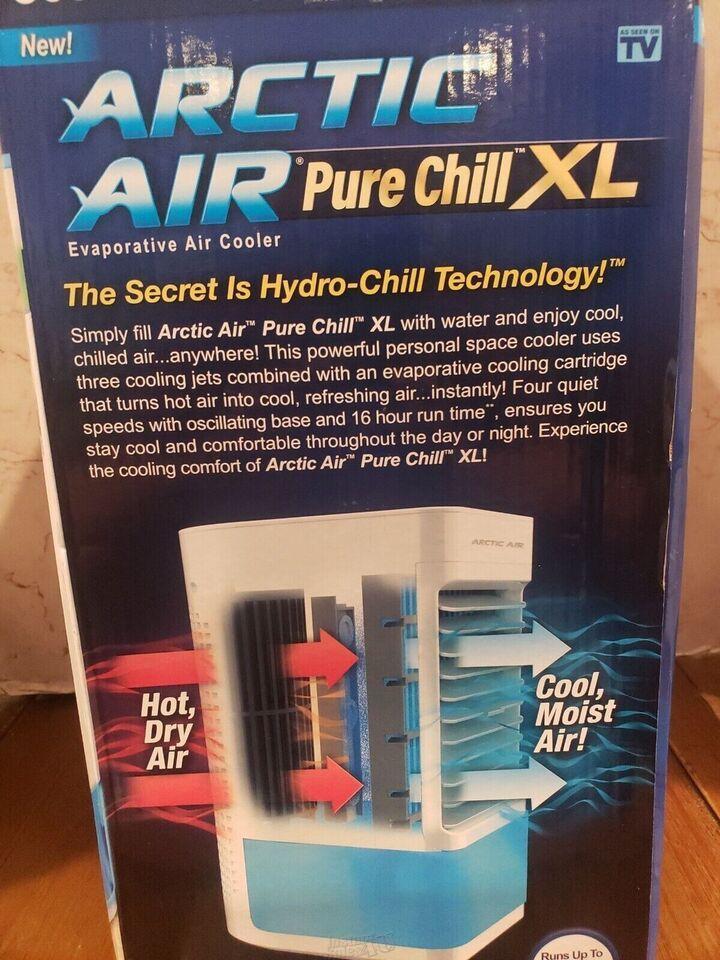 New!
AS SEEN ON
TV
ARCTIC
AIR® Pure Chill™ XL
Evaporative Air Cooler
The Secret Is Hydro-Chill Technology!™
Simply fill Arctic Air™ Pure Chill™ XL with water and enjoy cool,
chilled air...anywhere! This powerful personal space cooler uses
three cooling jets combined with an evaporative cooling cartridge
that turns hot air into cool, refreshing air...instantly! Four quiet
speeds with oscillating base and 16 hour run time**, ensures you
stay cool and comfortable throughout the day or night. Experience
the cooling comfort of Arctic Air™ Pure Chill™ XL!
ARCTIC AIR
Hot,
Dry
Air
Cool,
Moist
Air!
Runs Up To